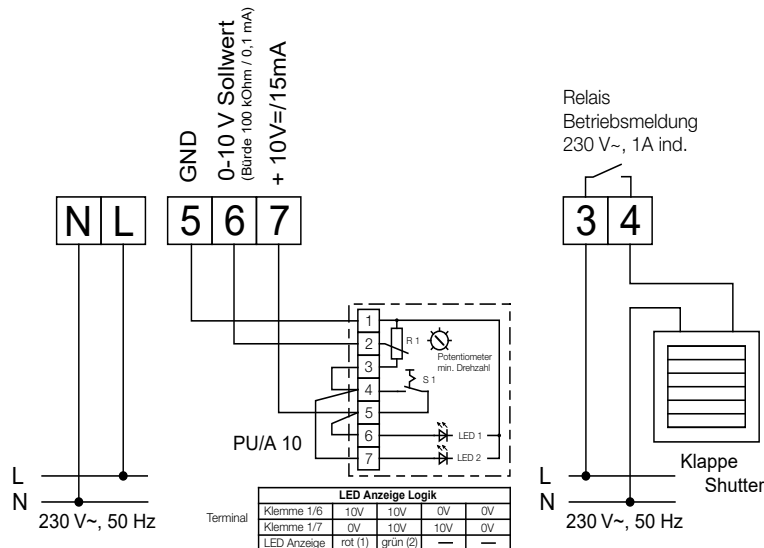 GND
0-10 V Sollwert
(Bürde 100 kOhm / 0,1 mA)
+ 10V=/15mA
Relais
Betriebsmeldung
230 V~, 1A ind.
N L 5 6 7
3 4
1
2
3
4
5
6
7
R 1
Potentiometer
min. Drehzahl
S 1
LED 1
LED 2
PU/A 10
L
N
230 V~, 50 Hz
Klappe
Shutter
L
N
230 V~, 50 Hz
LED Anzeige Logik
Terminal
Klemme 1/6 10V 10V 0V 0V
Klemme 1/7 0V 10V 10V 0V
LED Anzeige rot (1) grün (2) — —